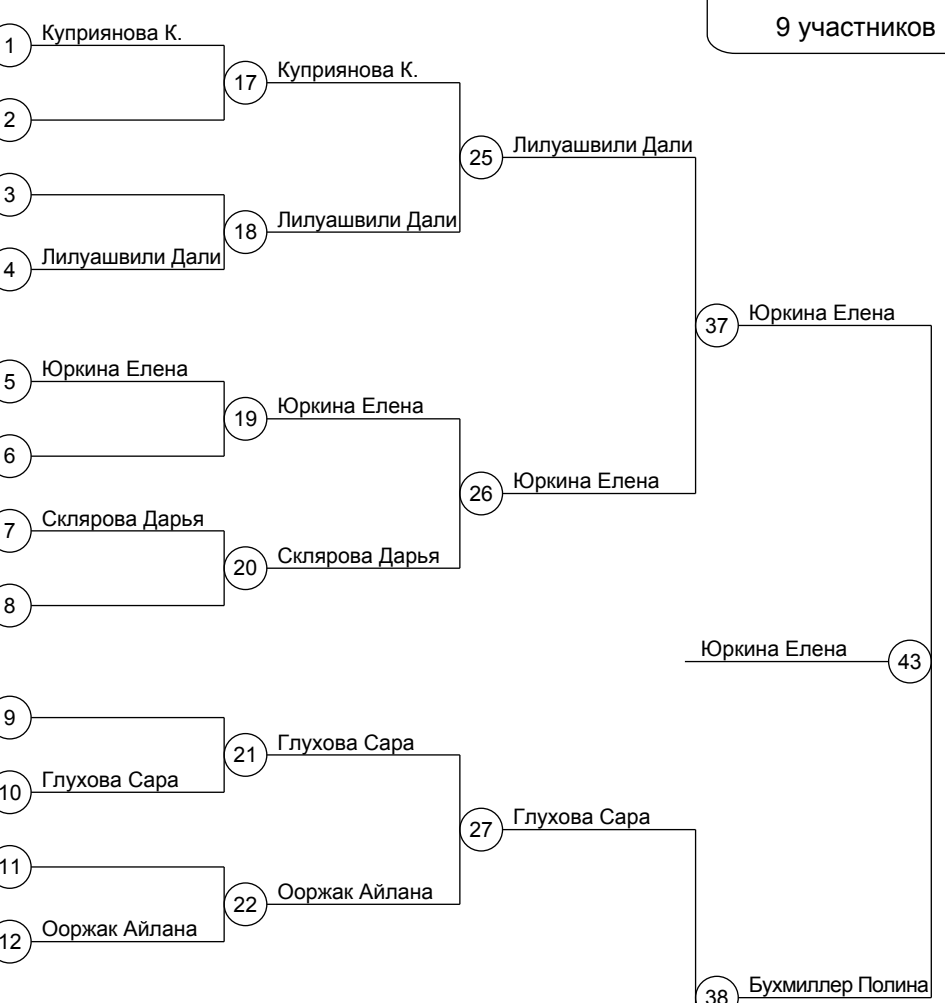 9 участников
1 Куприянова К.
17 Куприянова К.
2
25 Лилуашвили Дали
3
18 Лилуашвили Дали
4 Лилуашвили Дали
37 Юркина Елена
5 Юркина Елена
19 Юркина Елена
6
26 Юркина Елена
7 Склярова Дарья
20 Склярова Дарья
8
Юркина Елена 43
9
21 Глухова Сара
10 Глухова Сара
27 Глухова Сара
11
22 Ооржак Айлана
12 Ооржак Айлана
38 Бухмиллер Полина